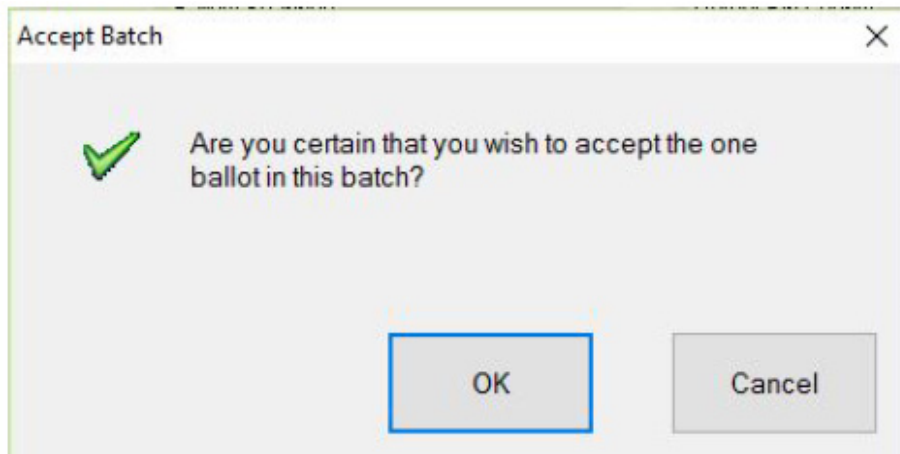 Accept Batch
Are you certain that you wish to accept the one
ballot in this batch?
OK
Cancel